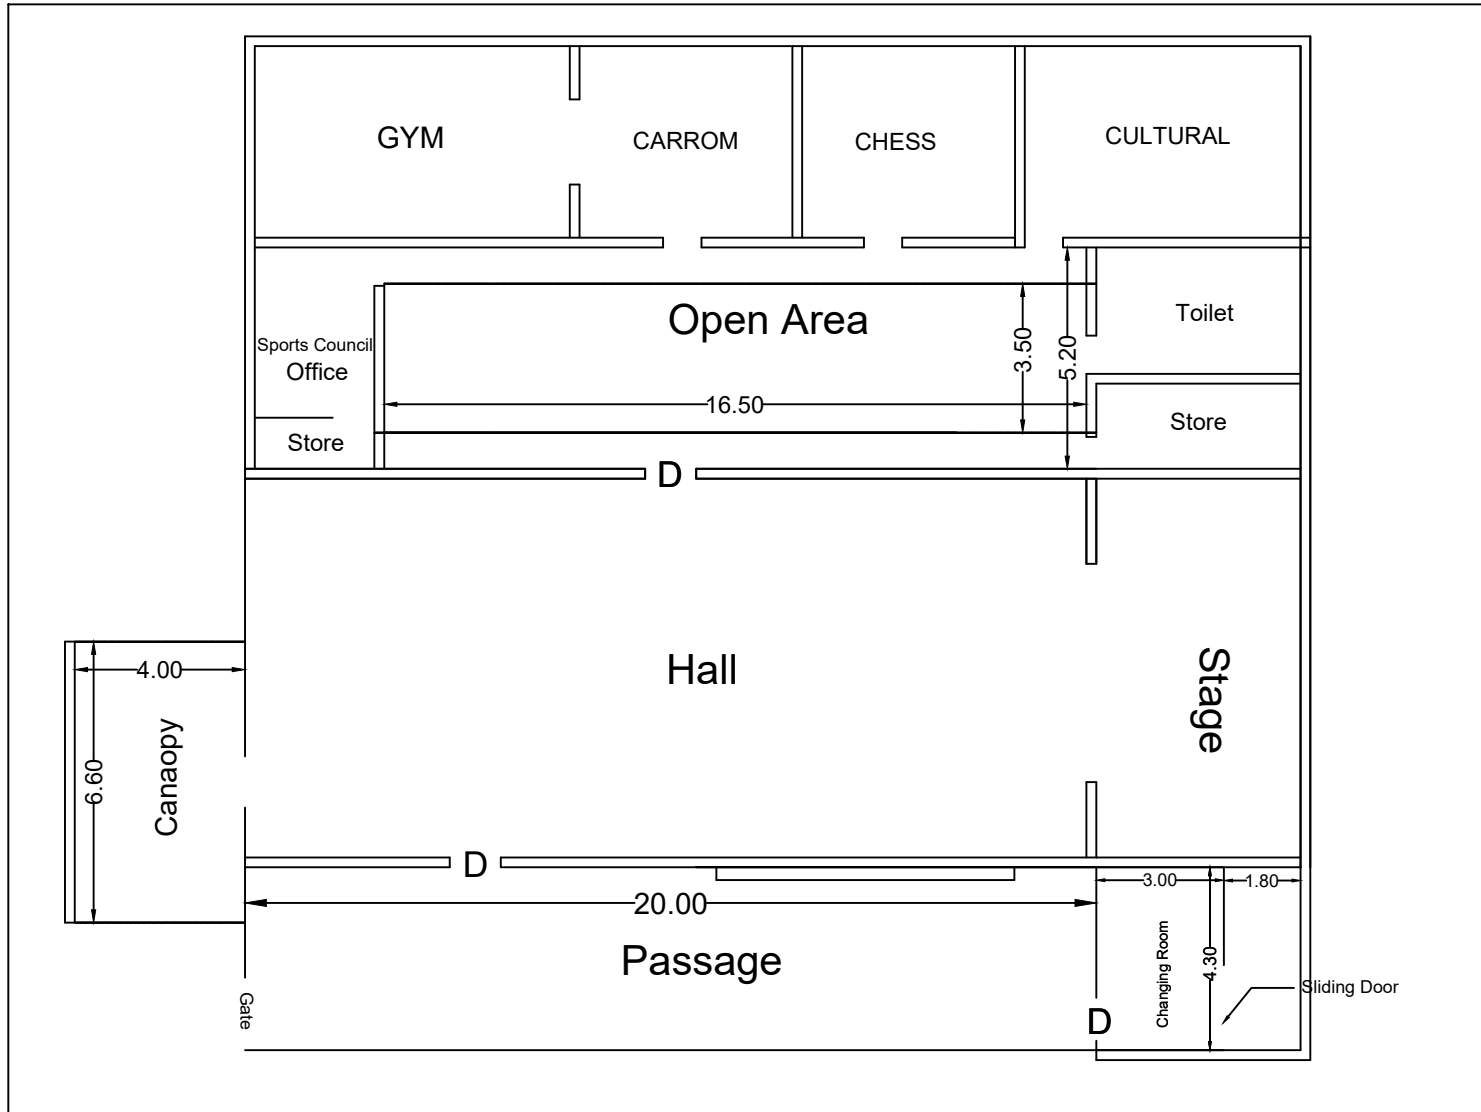 GYM
CARROM
CHESS
CULTURAL
Open Area
Toilet
Sports Council
Office
3.50
5.20
16.50
Store
Store
D
Hall
Stage
4.00
6.60
Canaopy
D
3.00
1.80
20.00
Passage
Changing Room
4.30
Sliding Door
Gate
D